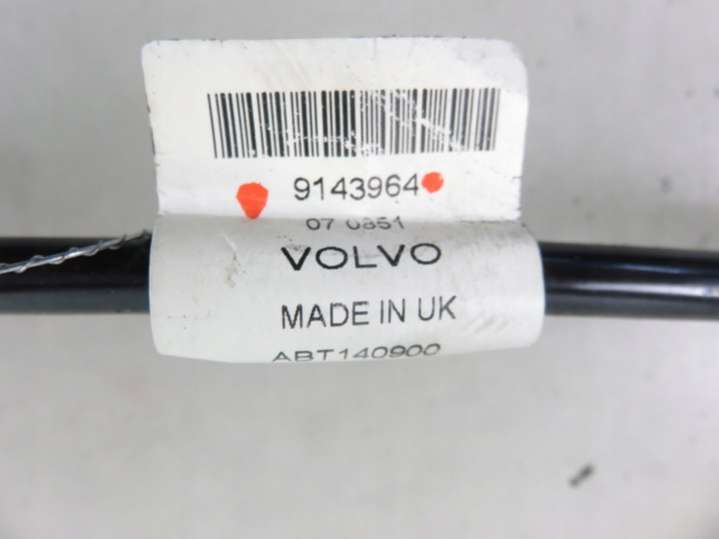 9143964
07 0851
VOLVO
MADE IN UK
ABT140900